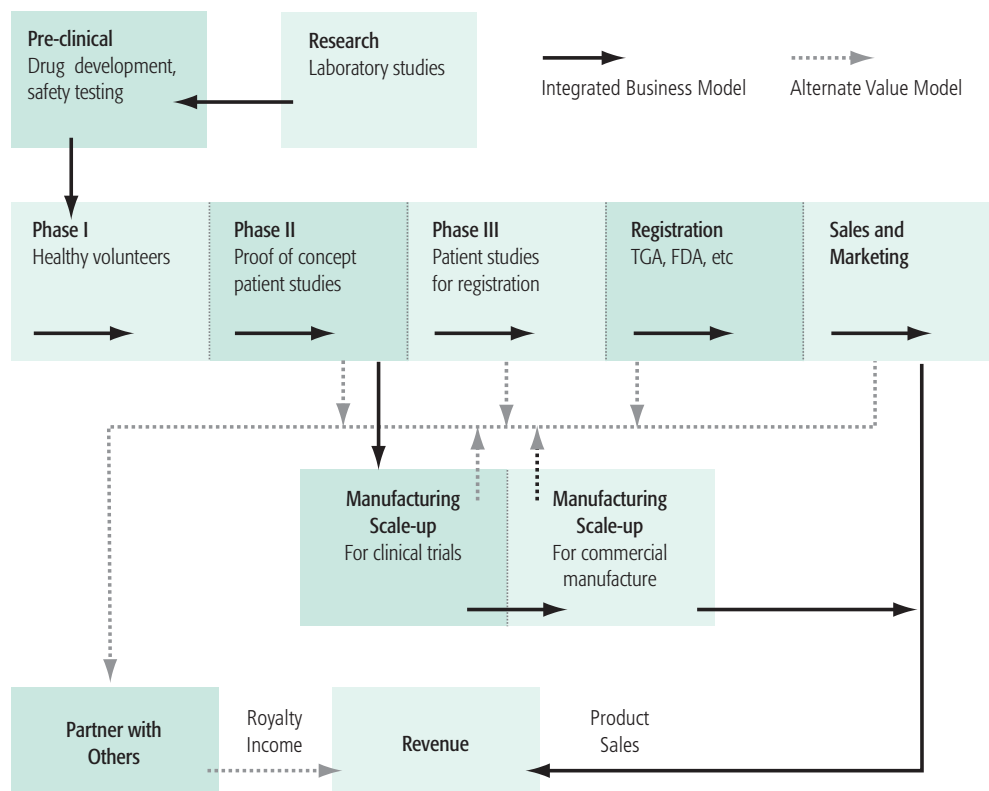 Pre-clinical
Drug development,
safety testing
Research
Laboratory studies
Integrated Business Model
Alternate Value Model
Phase I
Healthy volunteers
Phase II
Proof of concept
patient studies
Phase III
Patient studies
for registration
Registration
TGA, FDA, etc
Sales and
Marketing
Manufacturing
Scale-up
For clinical trials
Manufacturing
Scale-up
For commercial
manufacture
Partner with
Others
Royalty
Income
Revenue
Product
Sales